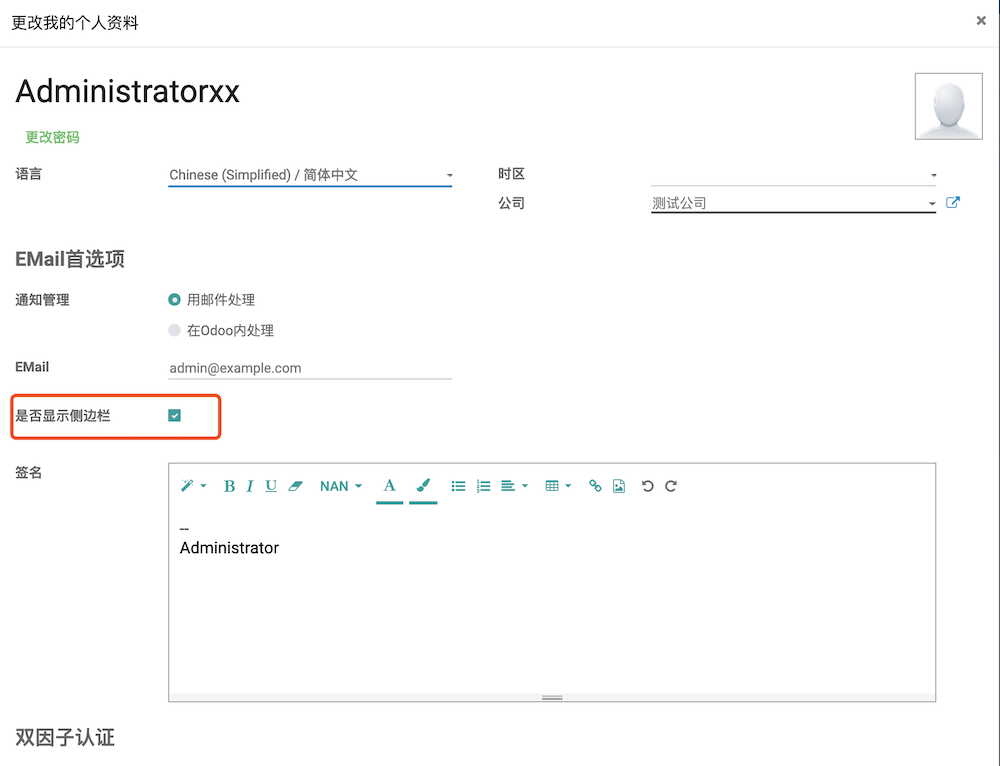 更改我的个人资料
×
Administratorxx
更改密码
语言 Chinese (Simplified) / 简体中文 时区
公司 测试公司
EMail首选项
通知管理 用邮件处理
在Odoo内处理
EMail admin@example.com
是否显示侧边栏
签名
B I U NAN A
--
Administrator
双因子认证